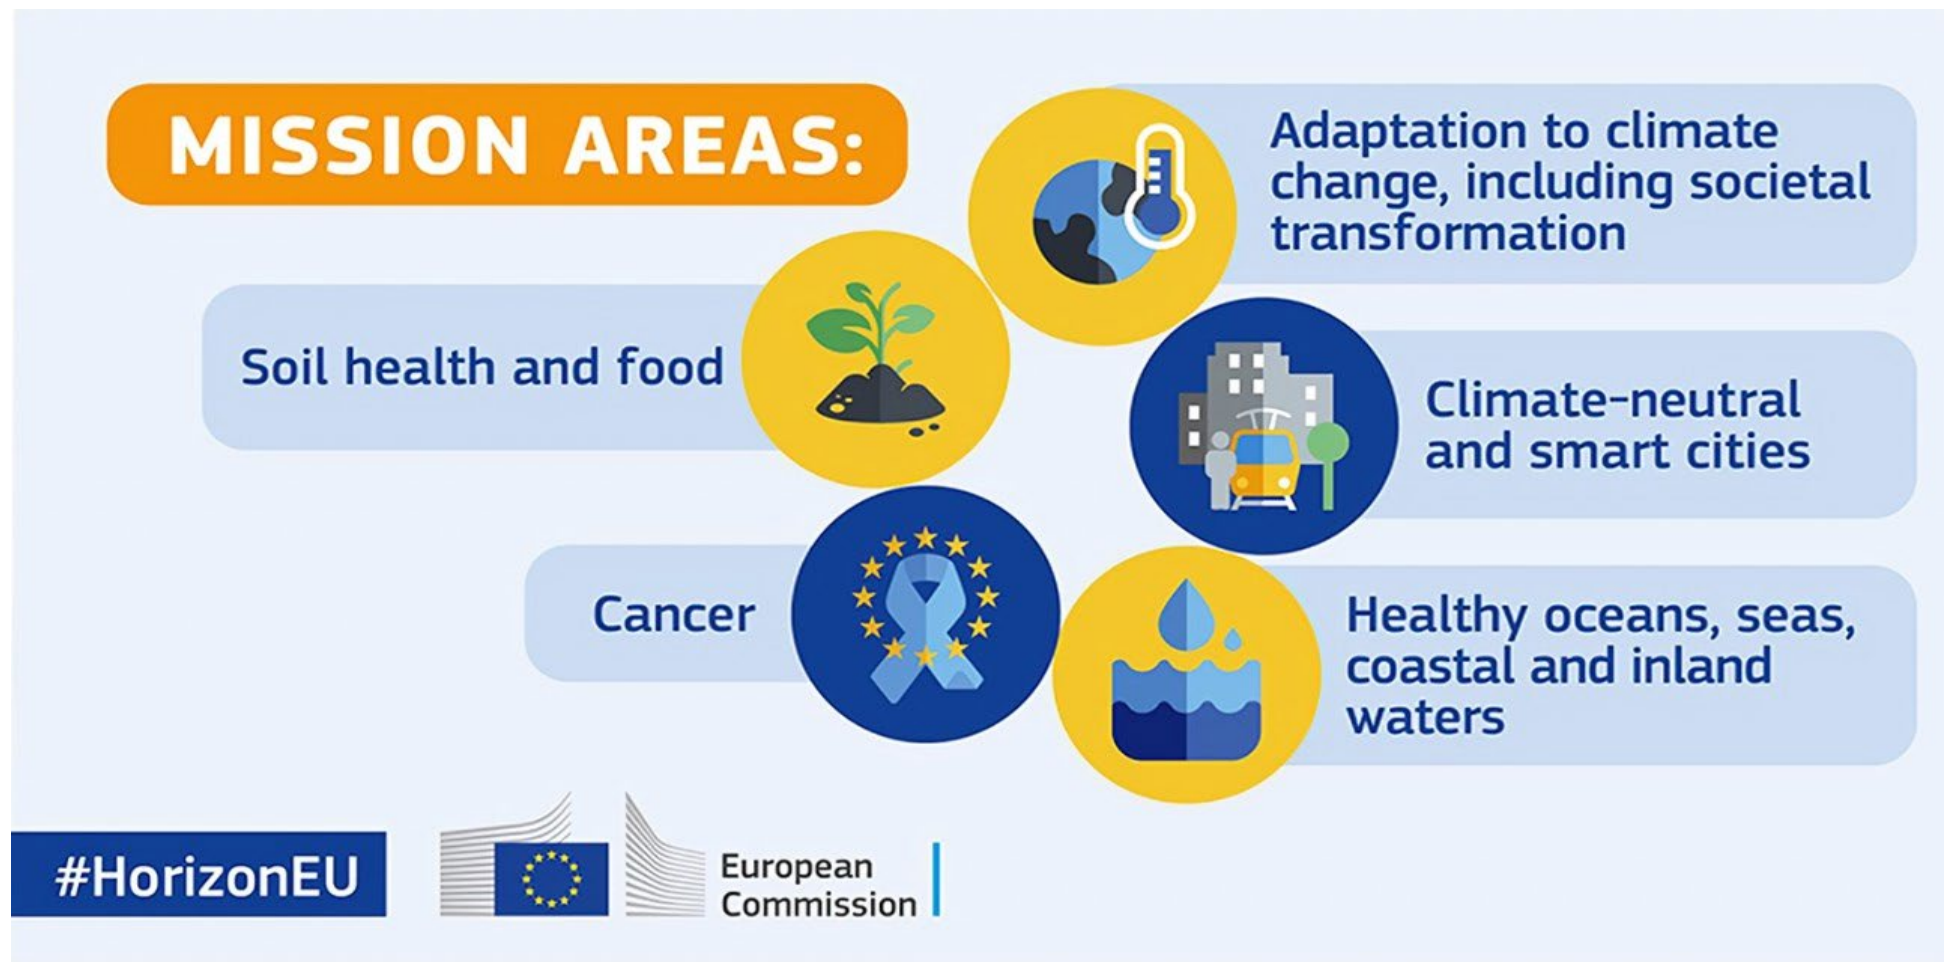 MISSION AREAS:
Adaptation to climate
change, including societal
transformation
Soil health and food
Climate-neutral
and smart cities
Cancer
Healthy oceans, seas,
coastal and inland
waters
#HorizonEU
European
Commission